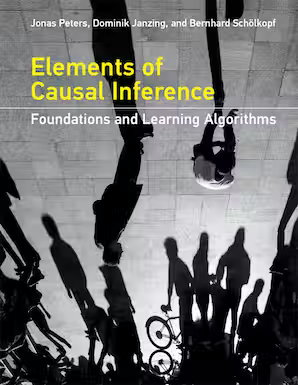 Jonas Peters, Dominik Janzing, and Bernhard Schölkopf
Elements of
Causal Inference
Foundations and Learning Algorithms